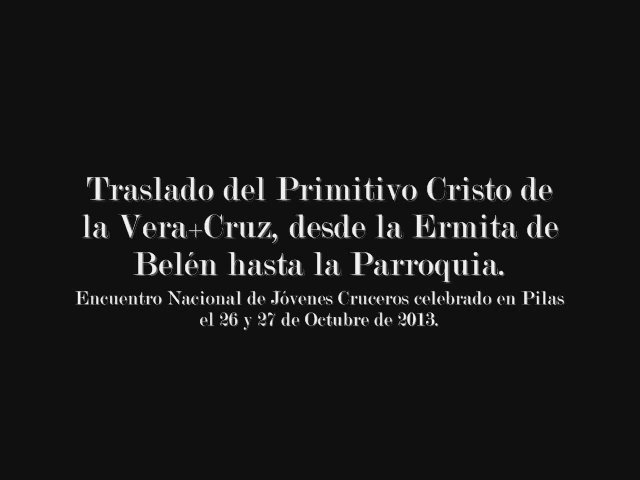 Traslado del Primitivo Cristo de
la Vera+Cruz, desde la Ermita de
Belén hasta la Parroquia.
Encuentro Nacional de Jóvenes Cruceros celebrado en Pilas
el 26 y 27 de Octubre de 2013.